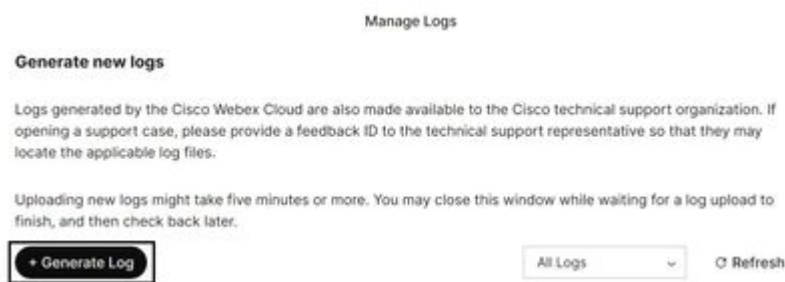 Manage Logs
Generate new logs
Logs generated by the Cisco Webex Cloud are also made available to the Cisco technical support organization. If
opening a support case, please provide a feedback ID to the technical support representative so that they may
locate the applicable log files.
Uploading new logs might take five minutes or more. You may close this window while waiting for a log upload to
finish, and then check back later.
+ Generate Log
All Logs
Refresh